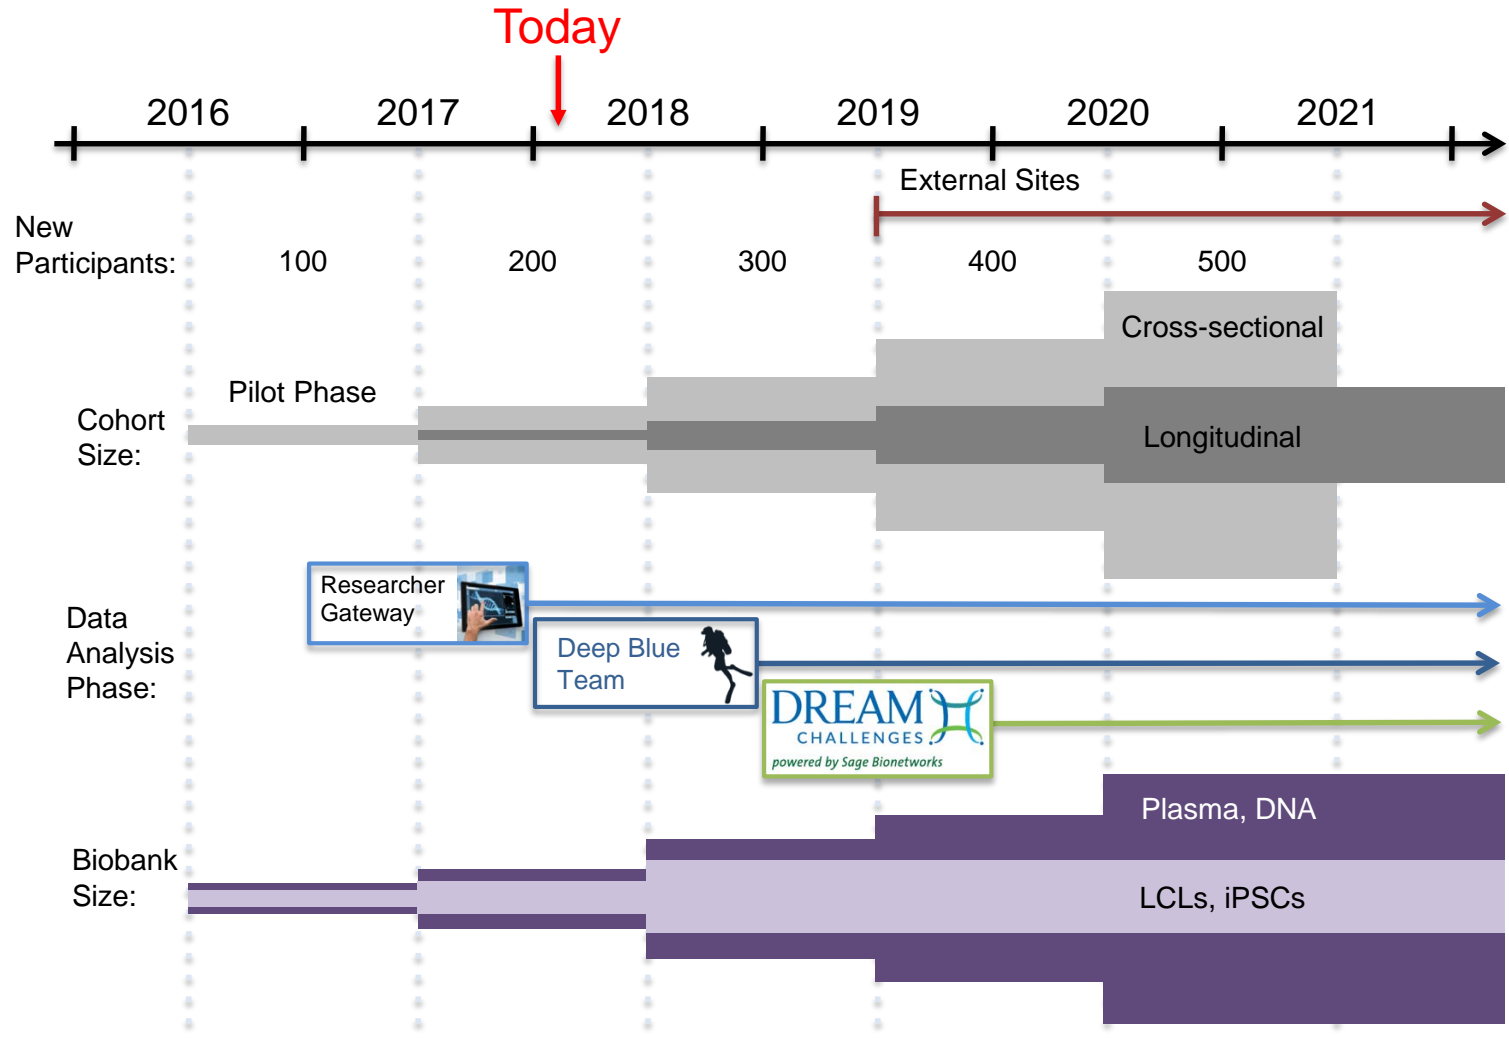 Today
2016 2017 2018 2019 2020 2021
External Sites
New
Participants: 100 200 300 400 500
Cross-sectional
Pilot Phase
Cohort
Size:
Longitudinal
Researcher
Gateway
Data
Analysis
Phase:
Deep Blue
Team
DREAM
CHALLENGES
powered by Sage Bionetworks
Plasma, DNA
Biobank
Size:
LCLs, iPSCs